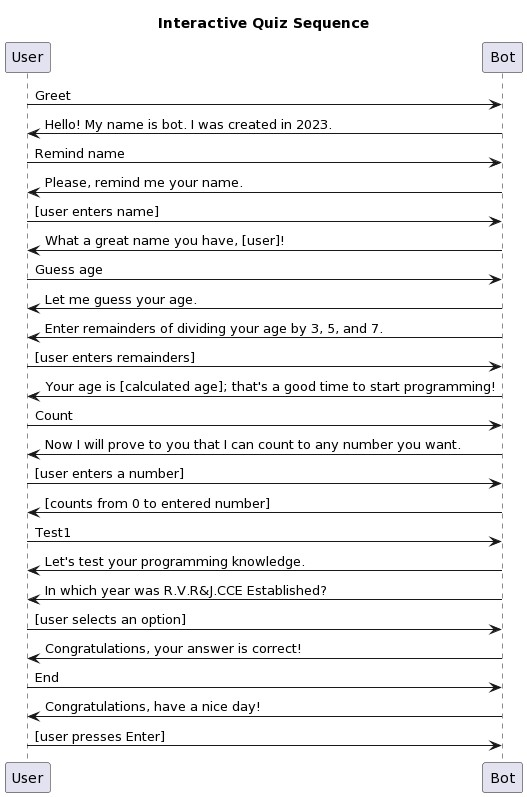 Interactive Quiz Sequence
User Bot
Greet
Hello! My name is bot. I was created in 2023.
Remind name
Please, remind me your name.
[user enters name]
What a great name you have, [user]!
Guess age
Let me guess your age.
Enter remainders of dividing your age by 3, 5, and 7.
[user enters remainders]
Your age is [calculated age]; that's a good time to start programming!
Count
Now I will prove to you that I can count to any number you want.
[user enters a number]
[counts from 0 to entered number]
Test1
Let's test your programming knowledge.
In which year was R.V.R&J.CCE Established?
[user selects an option]
Congratulations, your answer is correct!
End
Congratulations, have a nice day!
[user presses Enter]
User Bot